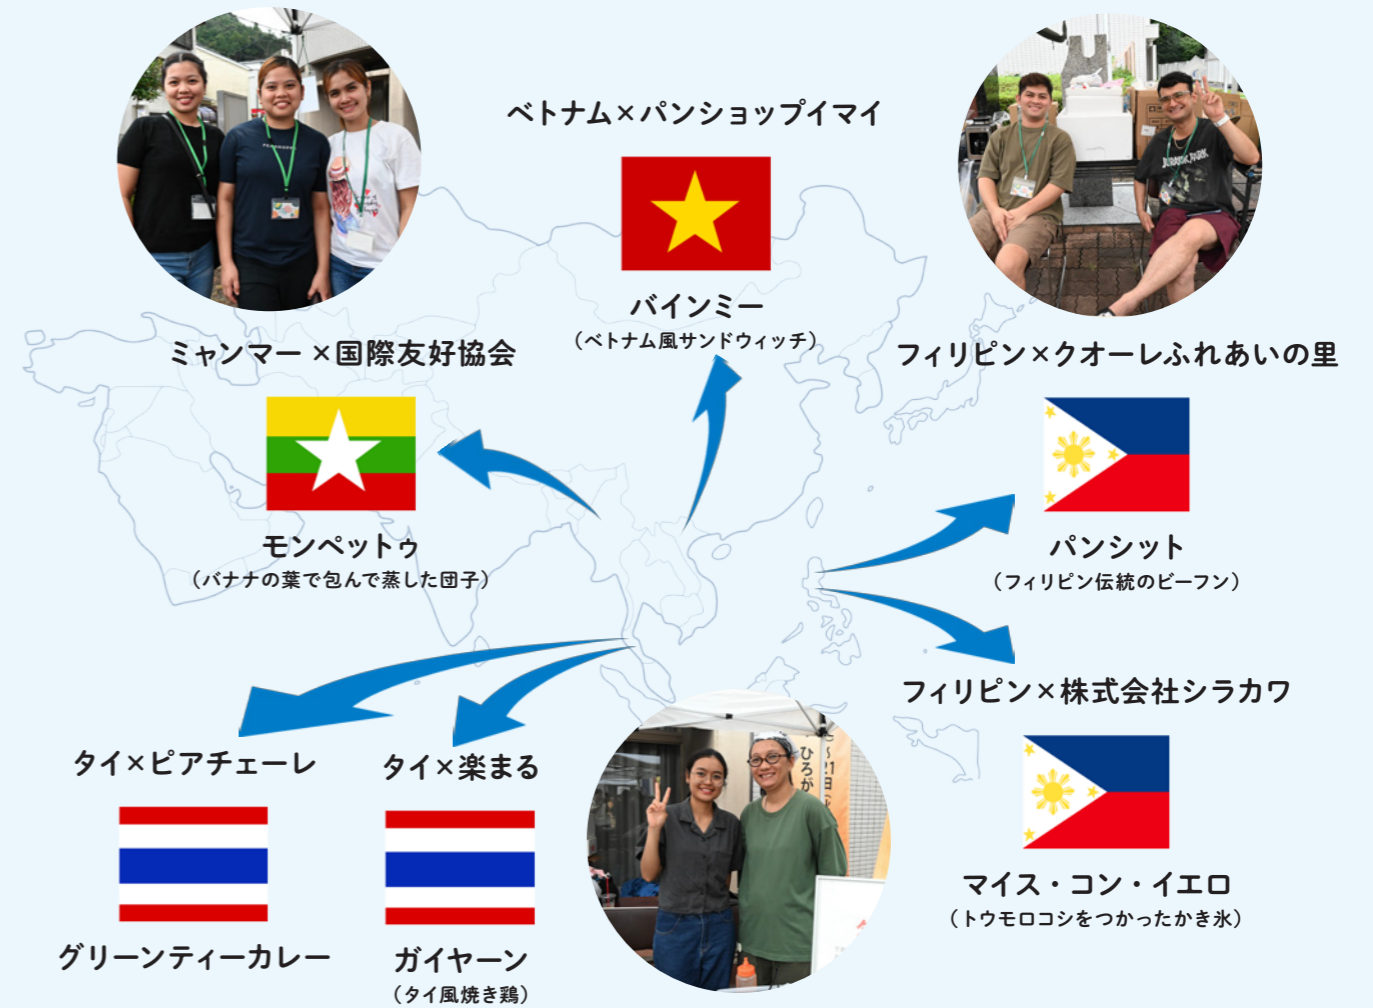 ベトナム×パンショップイマイ
バインミー
（ベトナム風サンドウィッチ）
ミャンマー×国際友好協会
モンペットゥ
（バナナの葉で包んで蒸した団子）
フィリピン×クオーレふれあいの里
パンシット
（フィリピン伝統のビーフン）
フィリピン×株式会社シラカワ
マイス・コン・イエロ
（トウモロコシをつかったかき氷）
タイ×ピアチェーレ
グリーンティーカレー
タイ×楽まる
ガイヤーン
（タイ風焼き鶏）
JURASSIC PARK
ひろが
～21日